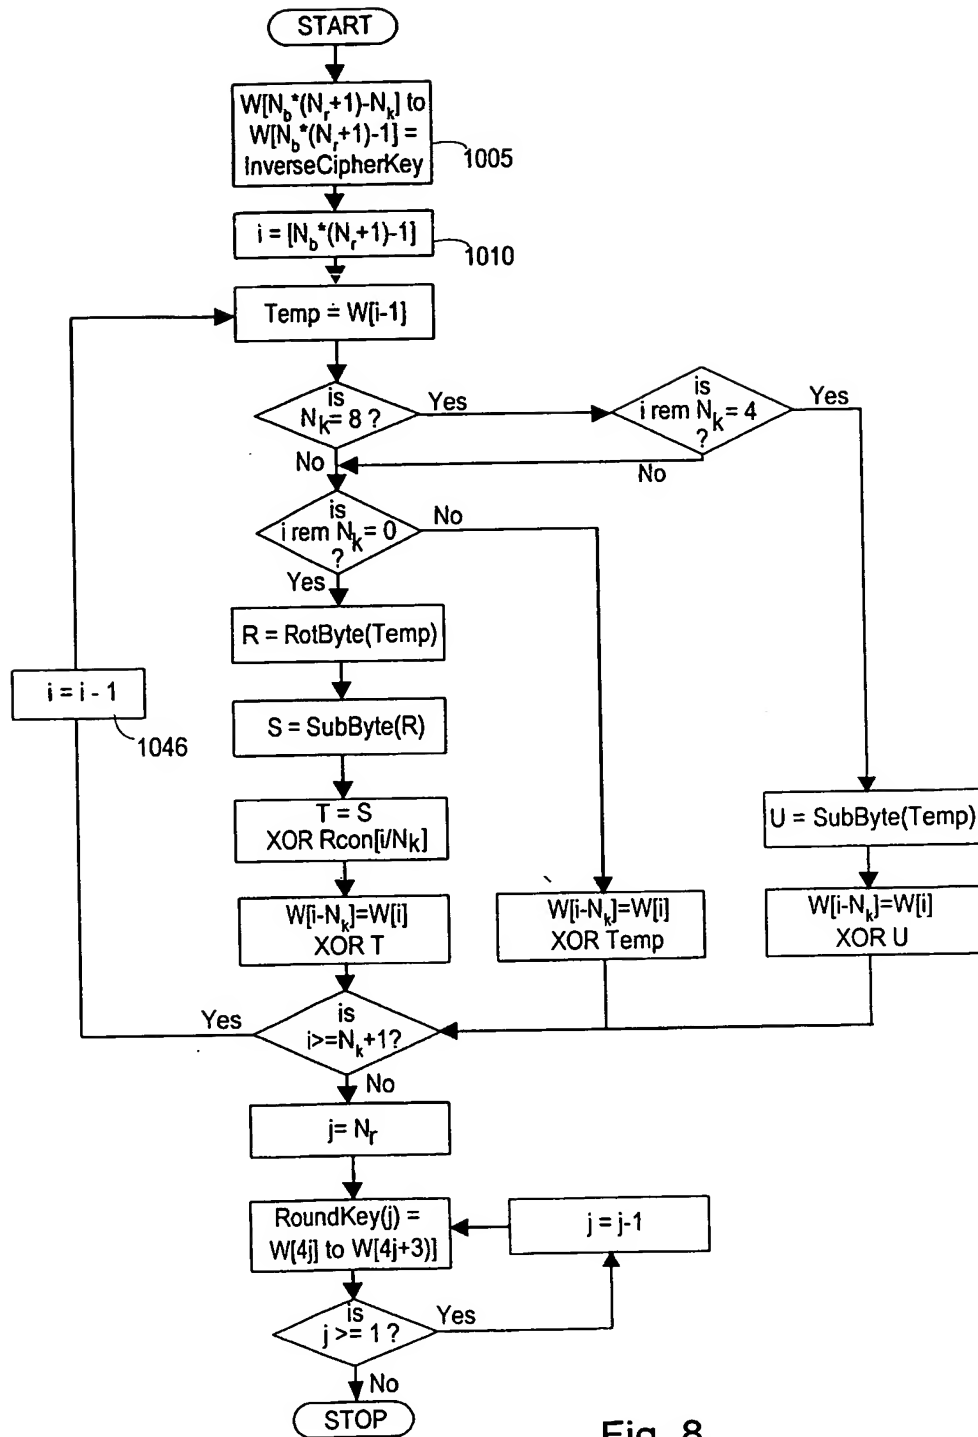 START
W[N_b*(N_r+1)-N_k] to
W[N_b*(N_r+1)-1] =
InverseCipherKey
1005
i = [N_b*(N_r+1)-1]
1010
Temp = W[i-1]
is
N_k = 8 ?
Yes
No
is
i rem N_k = 4
?
Yes
No
is
i rem N_k = 0
?
No
Yes
R = RotByte(Temp)
i = i - 1
1046
S = SubByte(R)
T = S
XOR Rcon[i/N_k]
U = SubByte(Temp)
W[i-N_k]=W[i]
XOR T
W[i-N_k]=W[i]
XOR Temp
W[i-N_k]=W[i]
XOR U
Yes
is
i>=N_k+1?
No
j= N_r
RoundKey(j) =
W[4j] to W[4j+3)]
j = j-1
is
j >= 1 ?
Yes
No
STOP
Fig. 8